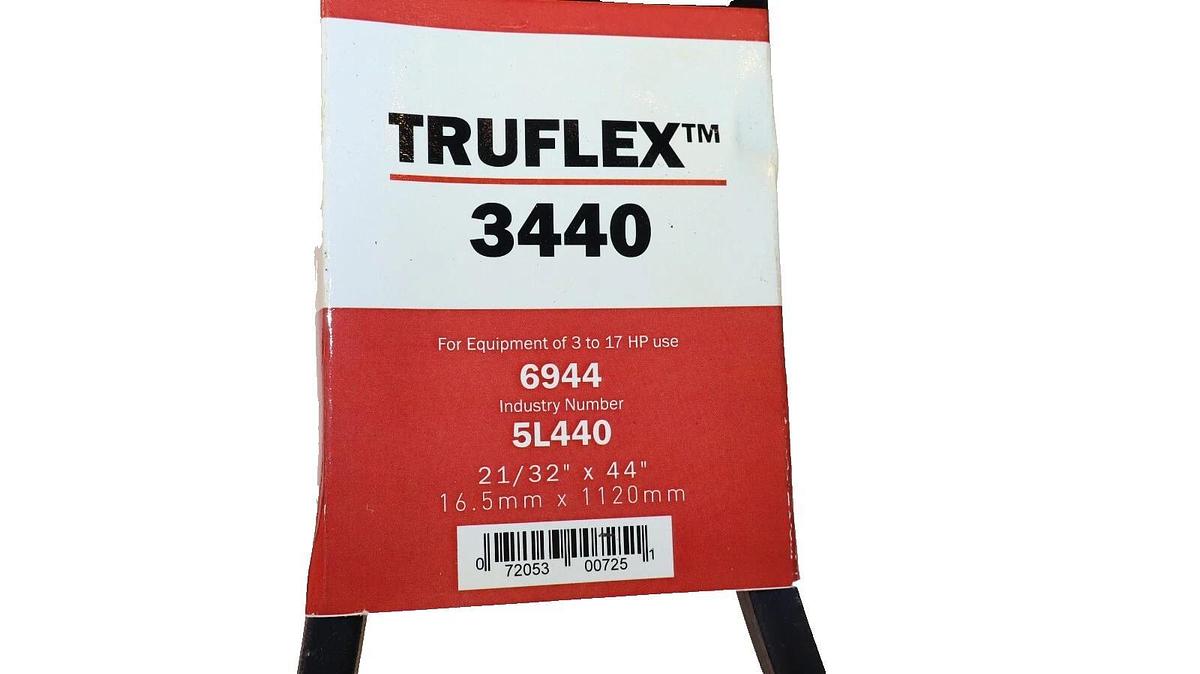 TRUFLEX™
3440
For Equipment of 3 to 17 HP use
6944
Industry Number
5L440
21/32" x 44"
16.5mm x 1120mm
0 72053 00725 1